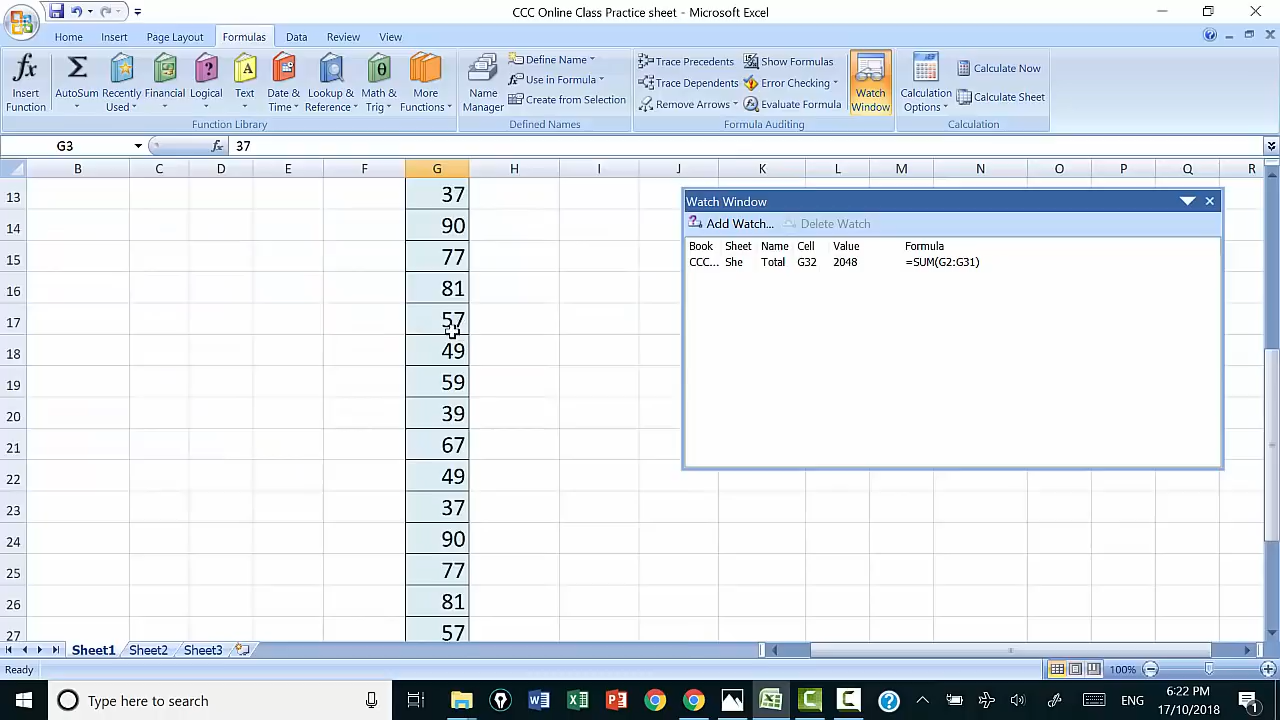 CCC Online Class Practice sheet - Microsoft Excel
Home Insert Page Layout Formulas Data Review View
fx Insert Function
Σ AutoSum
Recently Used
Financial
Logical
Text
Date & Time
Lookup & Reference
Math & Trig
More Functions
Function Library
Name Manager
Define Name
Use in Formula
Create from Selection
Defined Names
Trace Precedents
Trace Dependents
Remove Arrows
Show Formulas
Error Checking
Evaluate Formula
Watch Window
Formula Auditing
Calculation Options
Calculate Now
Calculate Sheet
Calculation
G3 fx 37
B C D E F G H I J K L M N O P Q R
13 37
14 90
15 77
16 81
17 57
18 49
19 59
20 39
21 67
22 49
23 37
24 90
25 77
26 81
27 57
Watch Window
Add Watch... Delete Watch
Book Sheet Name Cell Value Formula
CCC... She Total G32 2048 =SUM(G2:G31)
Sheet1 Sheet2 Sheet3
Ready 100%
Type here to search
ENG
6:22 PM
17/10/2018
1